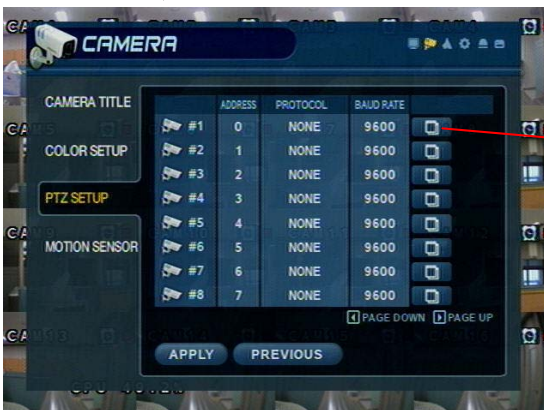 CAMERA
CAMERA TITLE
COLOR SETUP
PTZ SETUP
MOTION SENSOR
ADDRESS PROTOCOL BAUD RATE
#1 0 NONE 9600
#2 1 NONE 9600
#3 2 NONE 9600
#4 3 NONE 9600
#5 4 NONE 9600
#6 5 NONE 9600
#7 6 NONE 9600
#8 7 NONE 9600
PAGE DOWN PAGE UP
APPLY PREVIOUS